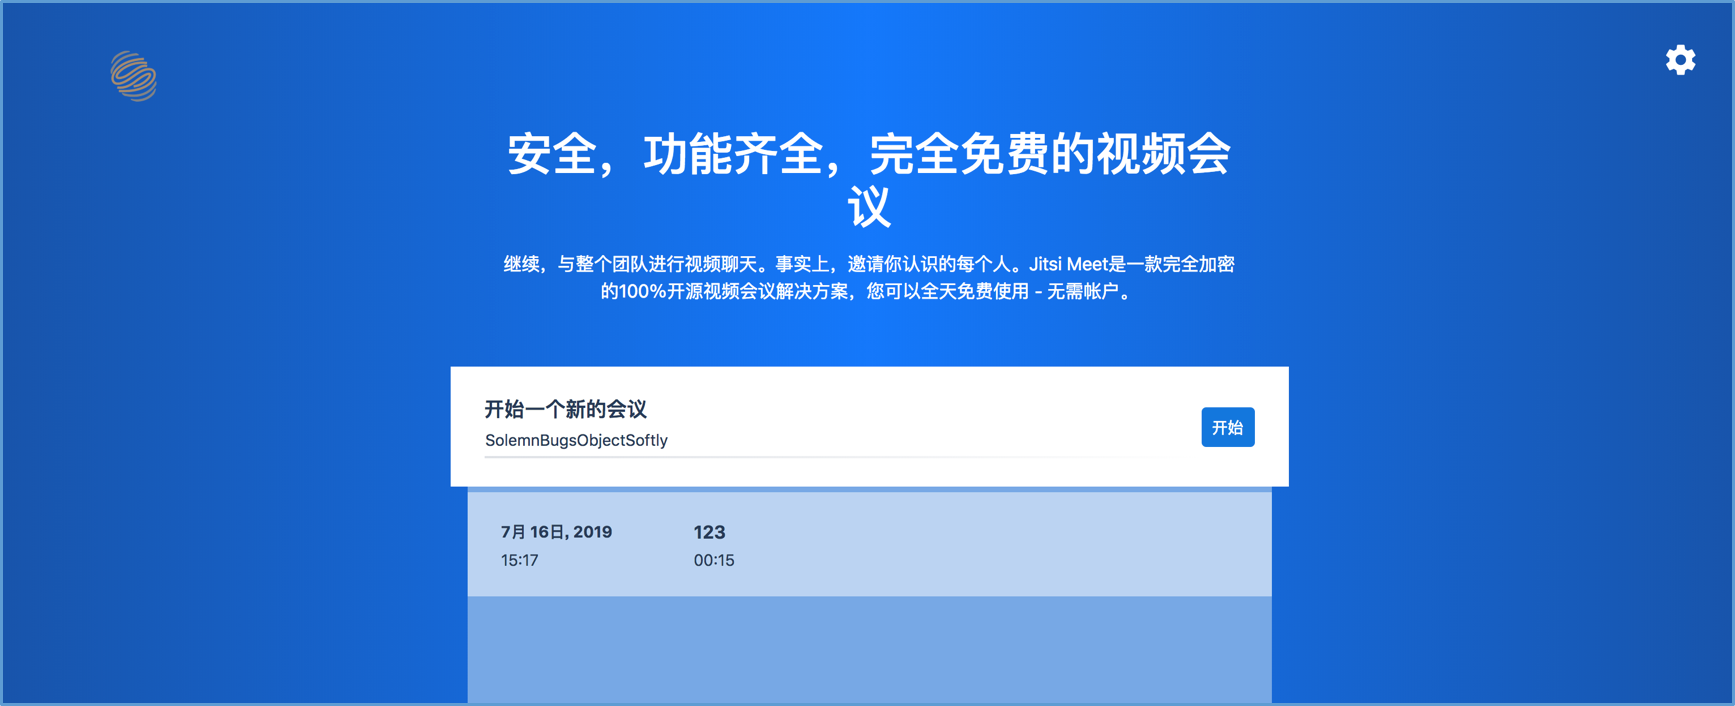 安全，功能齐全，完全免费的视频会
议
继续，与整个团队进行视频聊天。事实上，邀请你认识的每个人。Jitsi Meet是一款完全加密
的100%开源视频会议解决方案，您可以全天免费使用 - 无需帐户。
开始一个新的会议
SolemnBugsObjectSoftly
开始
7月 16日, 2019
123
15:17
00:15